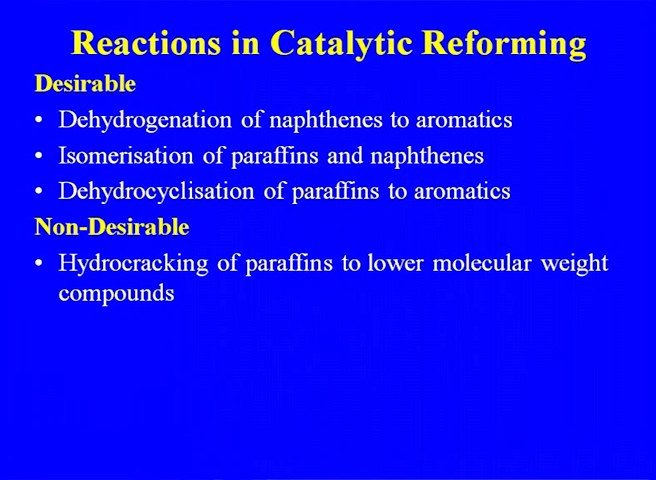 Reactions in Catalytic Reforming
Desirable
• Dehydrogenation of naphthenes to aromatics
• Isomerisation of paraffins and naphthenes
• Dehydrocyclisation of paraffins to aromatics
Non-Desirable
• Hydrocracking of paraffins to lower molecular weight
compounds